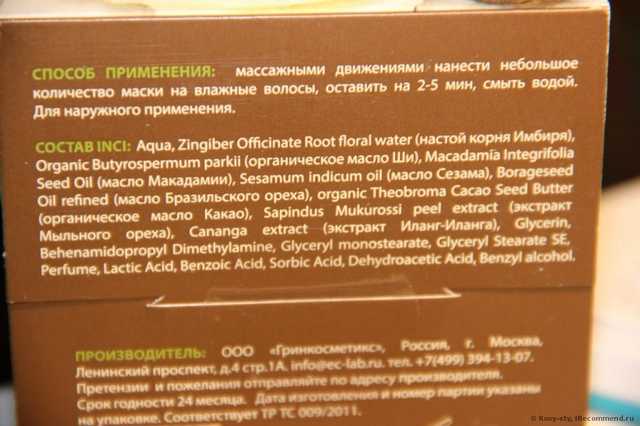 СПОСОБ ПРИМЕНЕНИЯ: массажными движениями нанести небольшое
количество маски на влажные волосы, оставить на 2-5 мин, смыть водой.
Для наружного применения.
СОСТАВ INCI: Aqua, Zingiber Officinate Root floral water (настой корня Имбиря),
Organic Butyrospermum parkii (органическое масло Ши), Macadamia Integrifolia
Seed Oil (масло Макадамии), Sesamum indicum oil (масло Сезама), Borageseed
Oil refined (масло Бразильского ореха), organic Theobroma Cacao Seed Butter
(органическое масло Какао), Sapindus Mukurossi peel extract (экстракт
Мыльного ореха), Cananga extract (экстракт Иланг-Иланга), Glycerin,
Behenamidopropyl Dimethylamine, Glyceryl monostearate, Glyceryl Stearate SE,
Perfume, Lactic Acid, Benzoic Acid, Sorbic Acid, Dehydroacetic Acid, Benzyl alcohol.
ПРОИЗВОДИТЕЛЬ: ООО «Гринкосметикс», Россия, г. Москва,
Ленинский проспект, д.4 стр.1А. info@ec-lab.ru. тел. +7(499) 394-13-07.
Претензии и пожелания отправляйте по адресу производителя.
Срок годности 24 месяца. Дата изготовления и номер партии указаны
на упаковке. Соответствует ТР ТС 009/2011.
© Roxy-sty, iRecommend.ru